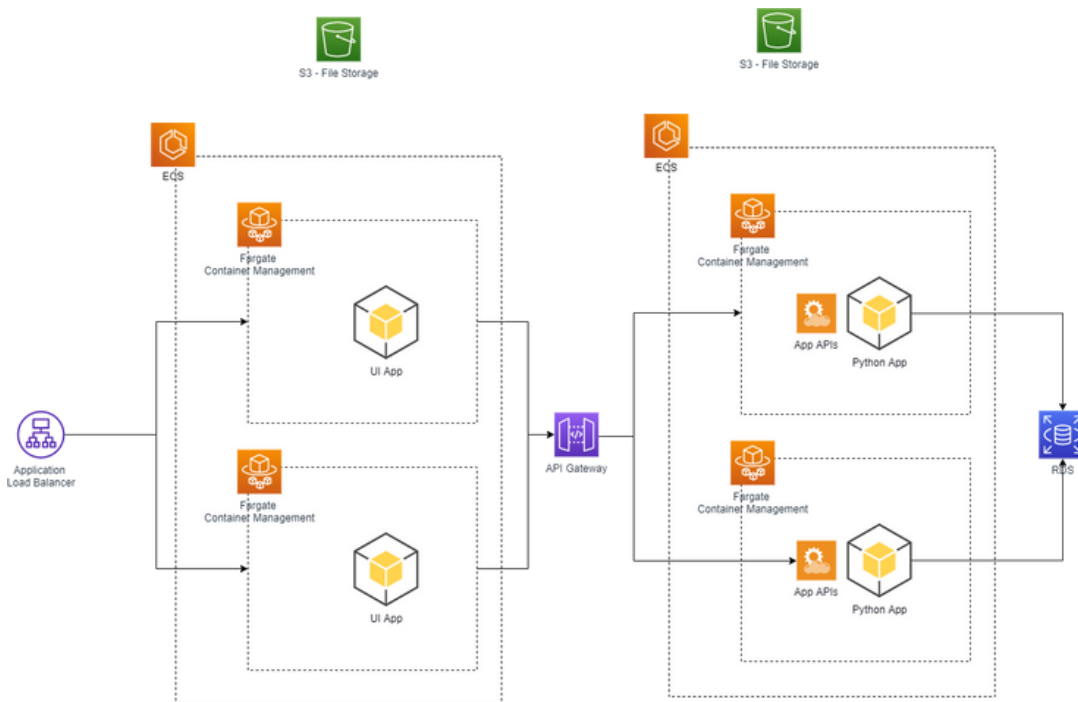 S3 - File Storage
S3 - File Storage
ECS
ECS
Fargate
Container Management
Fargate
Container Management
UI App
App APIs
Python App
Application
Load Balancer
API Gateway
RDS
Fargate
Container Management
Fargate
Container Management
UI App
App APIs
Python App